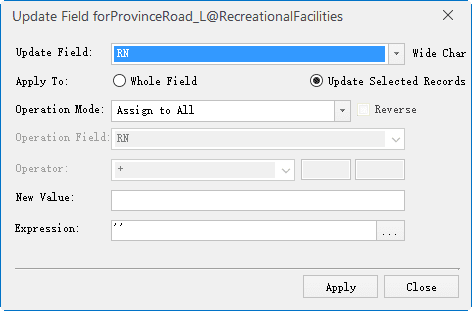 Update Field forProvinceRoad_L@RecreationalFacilities
Update Field: RN Wide Char
Apply To: Whole Field Update Selected Records
Operation Mode: Assign to All Reverse
Operation Field: RN
Operator: +
New Value:
Expression: '' ...
Apply Close